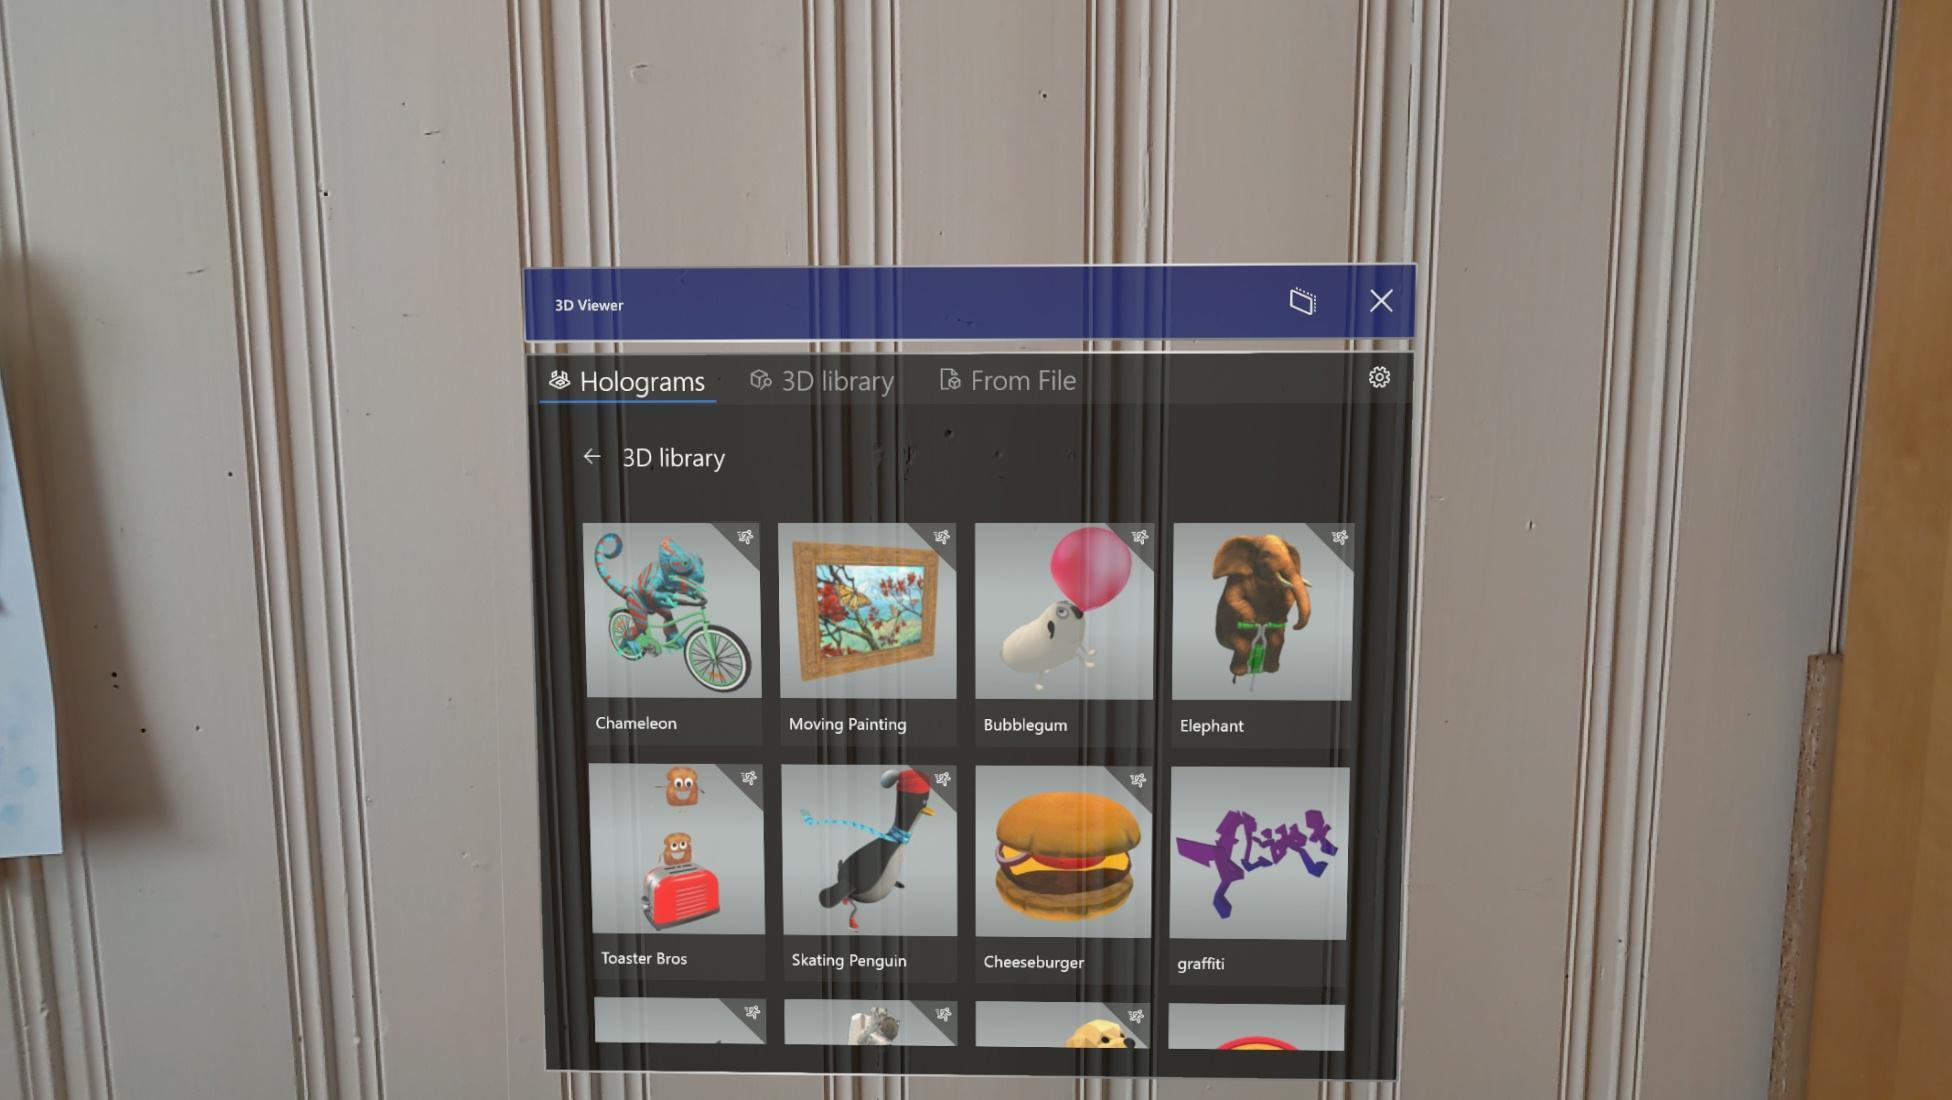 3D Viewer
Holograms 3D library From File
3D library
Chameleon Moving Painting Bubblegum Elephant
Toaster Bros Skating Penguin Cheeseburger graffiti